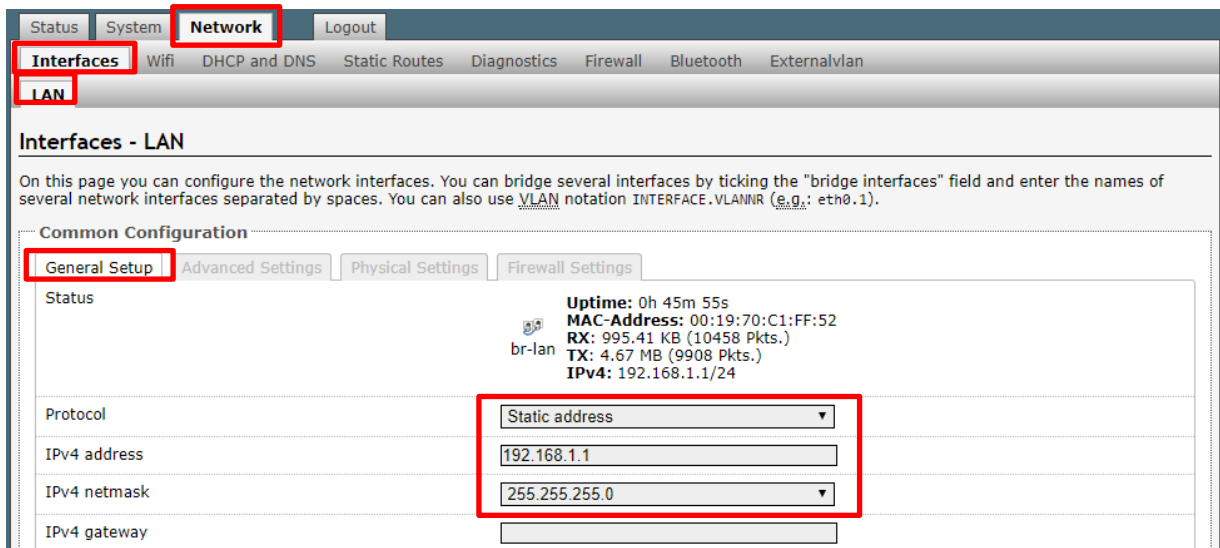 Status System Network Logout
Interfaces Wifi DHCP and DNS Static Routes Diagnostics Firewall Bluetooth Externalvlan
LAN
Interfaces - LAN
On this page you can configure the network interfaces. You can bridge several interfaces by ticking the "bridge interfaces" field and enter the names of
several network interfaces separated by spaces. You can also use VLAN notation INTERFACE.VLANNR (e.g.: eth0.1).
Common Configuration
General Setup Advanced Settings Physical Settings Firewall Settings
Status
br-lan
Uptime: 0h 45m 55s
MAC-Address: 00:19:70:C1:FF:52
RX: 995.41 KB (10458 Pkts.)
TX: 4.67 MB (9908 Pkts.)
IPv4: 192.168.1.1/24
Protocol Static address
IPv4 address 192.168.1.1
IPv4 netmask 255.255.255.0
IPv4 gateway